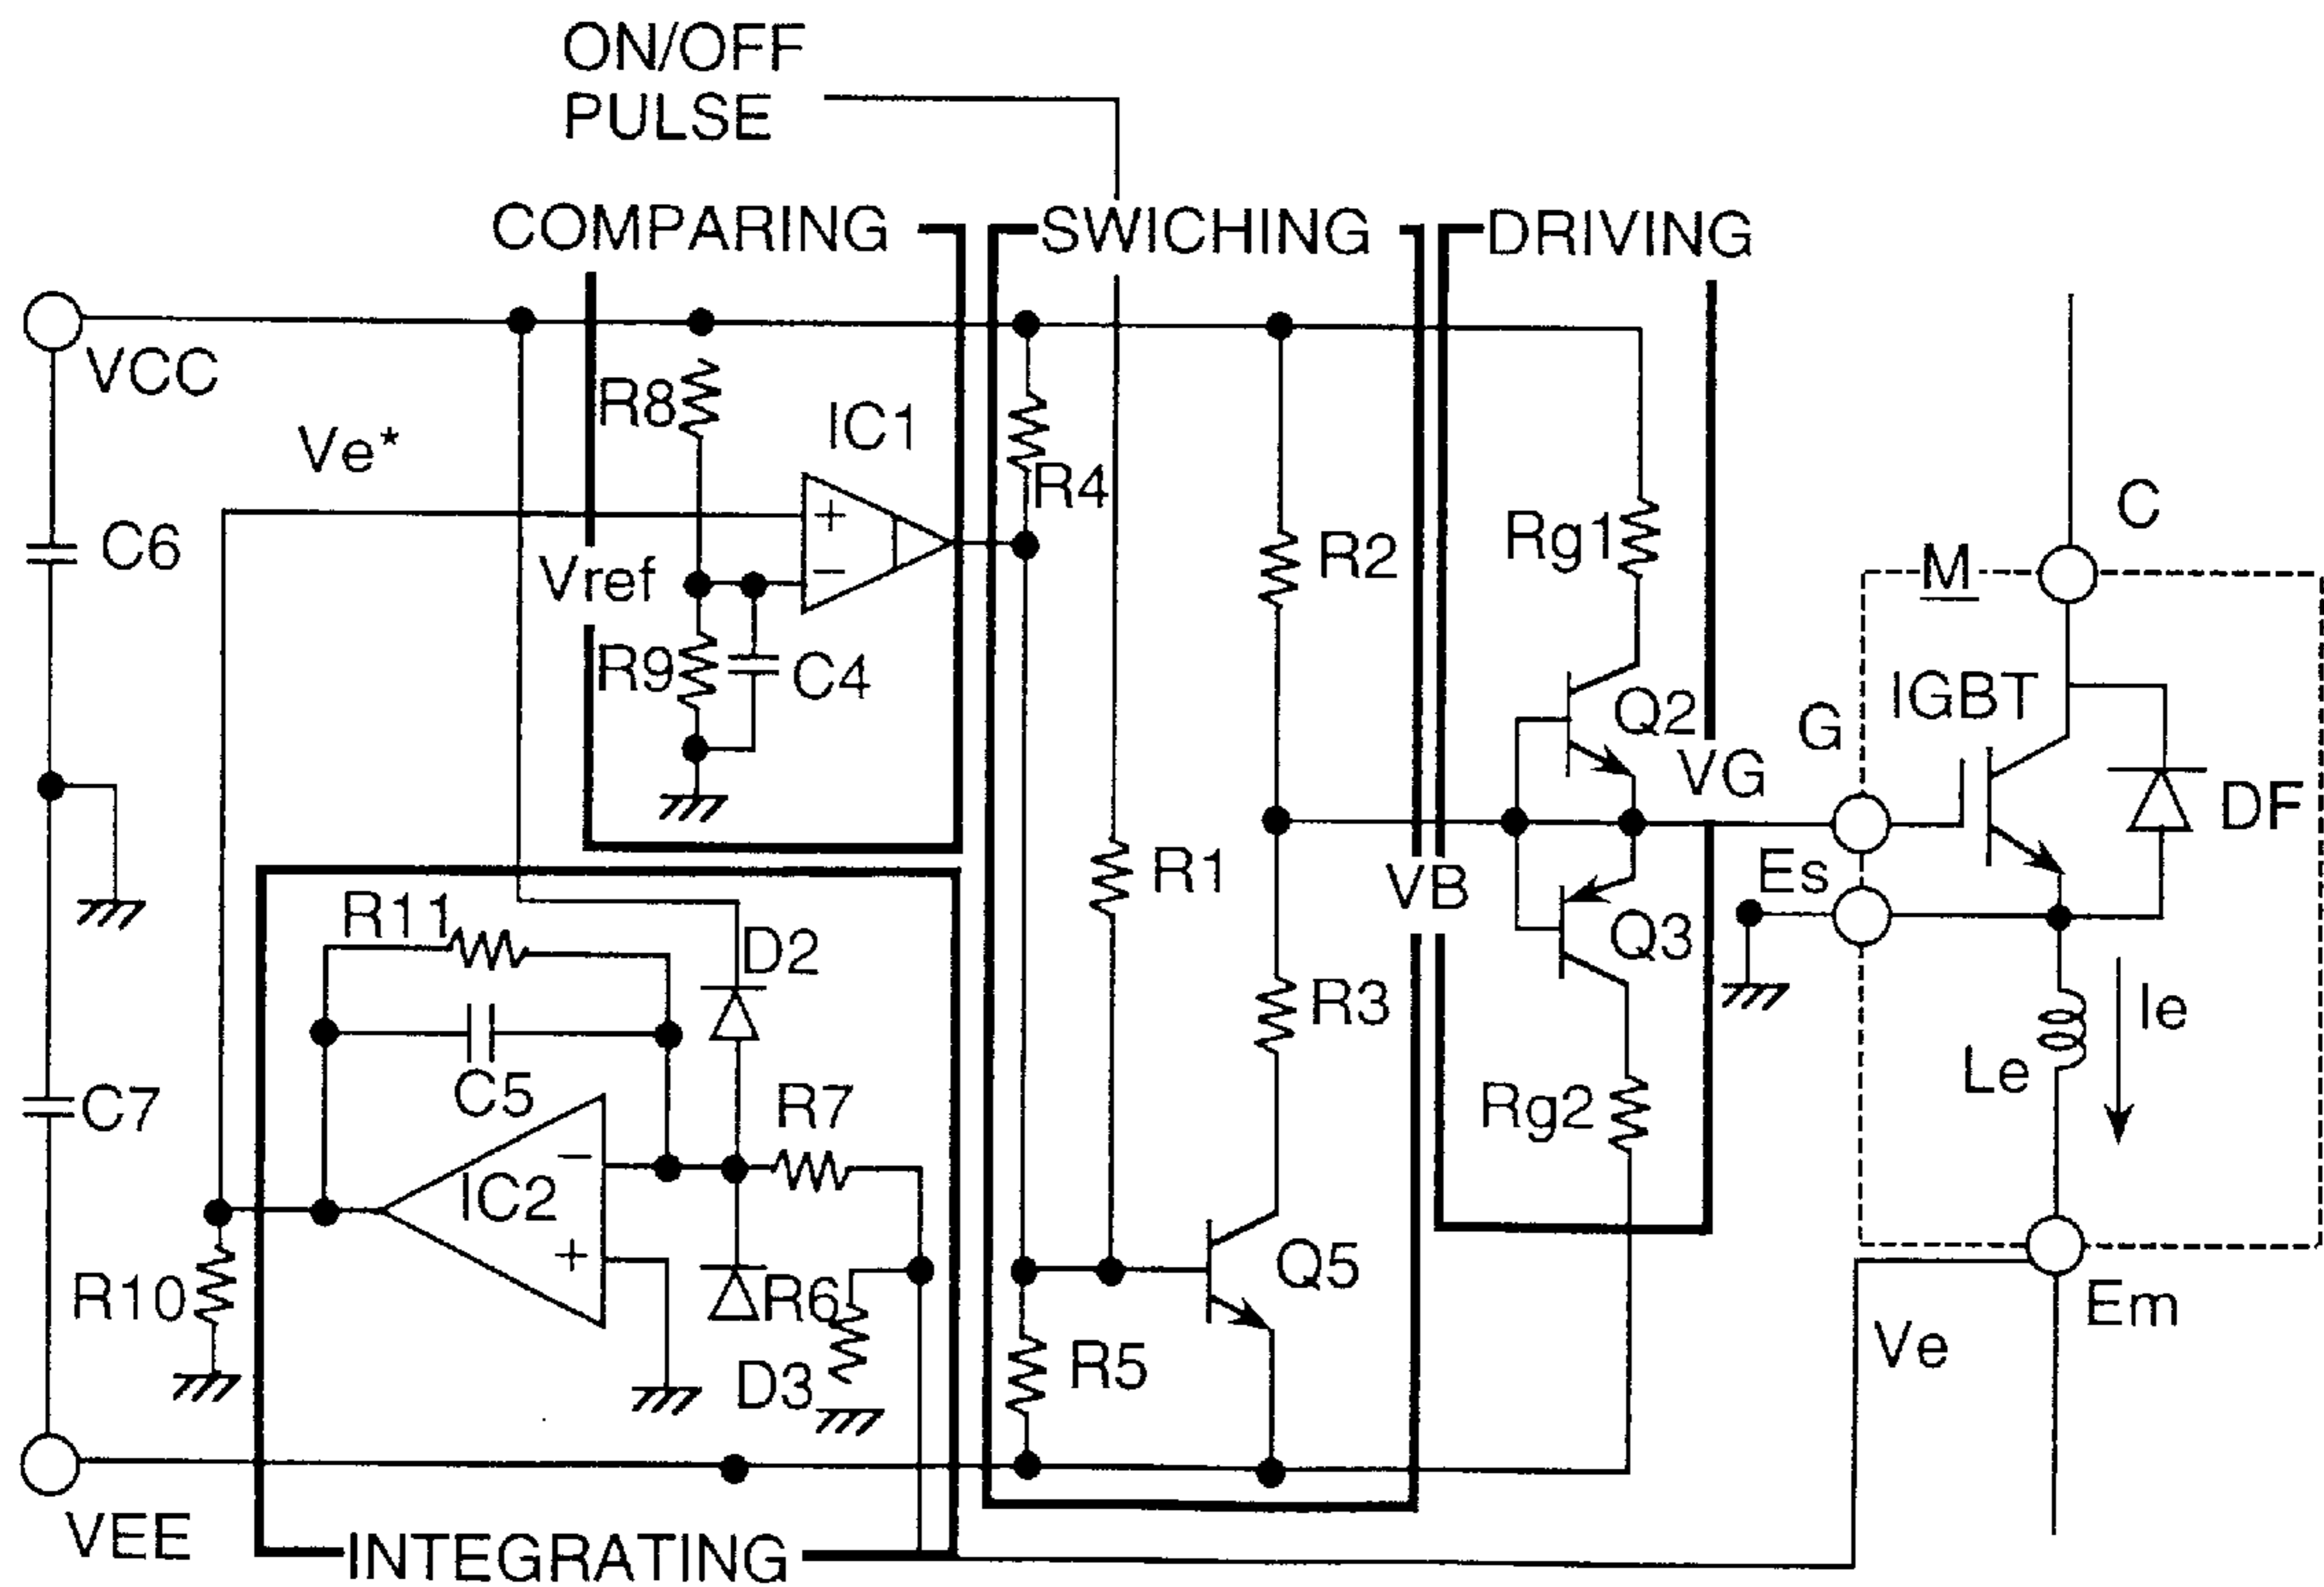 ON/OFF
PULSE
COMPARING
SWICHING
DRIVING
VCC
R8
IC1
Ve*
R4
C
C6
R2
Rg1
M
Vref
R9
C4
IGBT
Q2
G
VG
DF
R1
Es
VB
R11
Q3
D2
R3
Ie
Le
C5
C7
R7
Rg2
IC2
Q5
R10
R6
Em
Ve
D3
R5
VEE
INTEGRATING
+
−
−
+